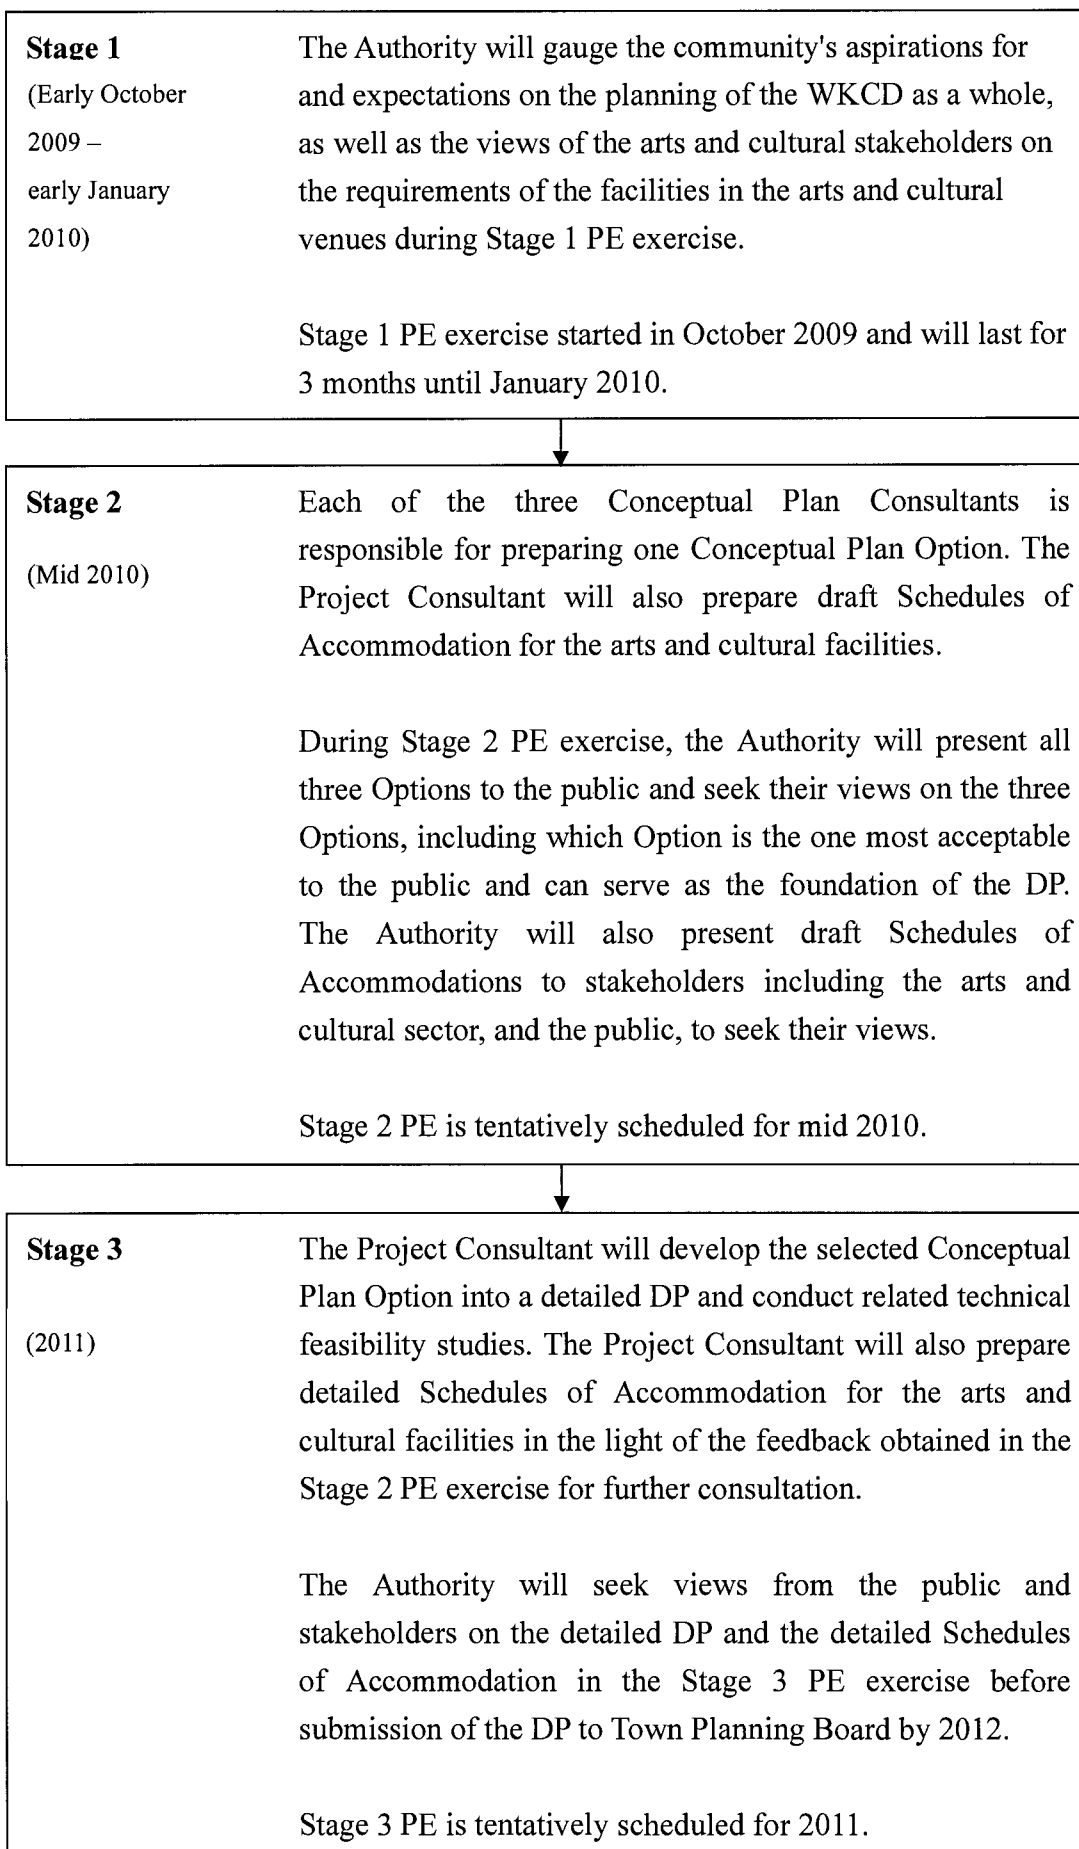 Stage 1
(Early October
2009 –
early January
2010)
The Authority will gauge the community's aspirations for
and expectations on the planning of the WKCD as a whole,
as well as the views of the arts and cultural stakeholders on
the requirements of the facilities in the arts and cultural
venues during Stage 1 PE exercise.
Stage 1 PE exercise started in October 2009 and will last for
3 months until January 2010.
Stage 2
(Mid 2010)
Each of the three Conceptual Plan Consultants is
responsible for preparing one Conceptual Plan Option. The
Project Consultant will also prepare draft Schedules of
Accommodation for the arts and cultural facilities.
During Stage 2 PE exercise, the Authority will present all
three Options to the public and seek their views on the three
Options, including which Option is the one most acceptable
to the public and can serve as the foundation of the DP.
The Authority will also present draft Schedules of
Accommodations to stakeholders including the arts and
cultural sector, and the public, to seek their views.
Stage 2 PE is tentatively scheduled for mid 2010.
Stage 3
(2011)
The Project Consultant will develop the selected Conceptual
Plan Option into a detailed DP and conduct related technical
feasibility studies. The Project Consultant will also prepare
detailed Schedules of Accommodation for the arts and
cultural facilities in the light of the feedback obtained in the
Stage 2 PE exercise for further consultation.
The Authority will seek views from the public and
stakeholders on the detailed DP and the detailed Schedules
of Accommodation in the Stage 3 PE exercise before
submission of the DP to Town Planning Board by 2012.
Stage 3 PE is tentatively scheduled for 2011.